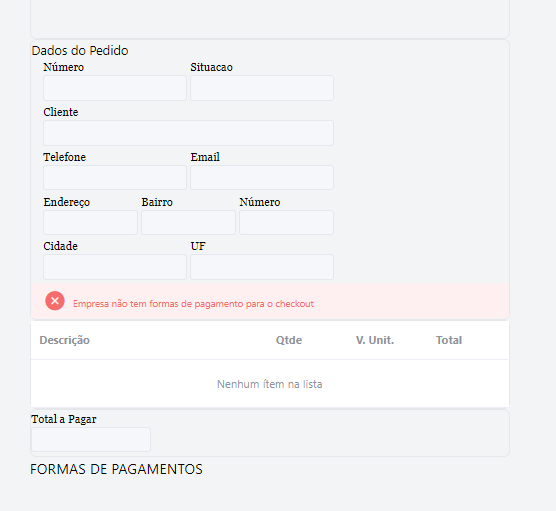 Dados do Pedido
Número Situacao
Cliente
Telefone Email
Endereço Bairro Número
Cidade UF
Empresa não tem formas de pagamento para o checkout
Descrição Qtde V. Unit. Total
Nenhum ítem na lista
Total a Pagar
FORMAS DE PAGAMENTOS